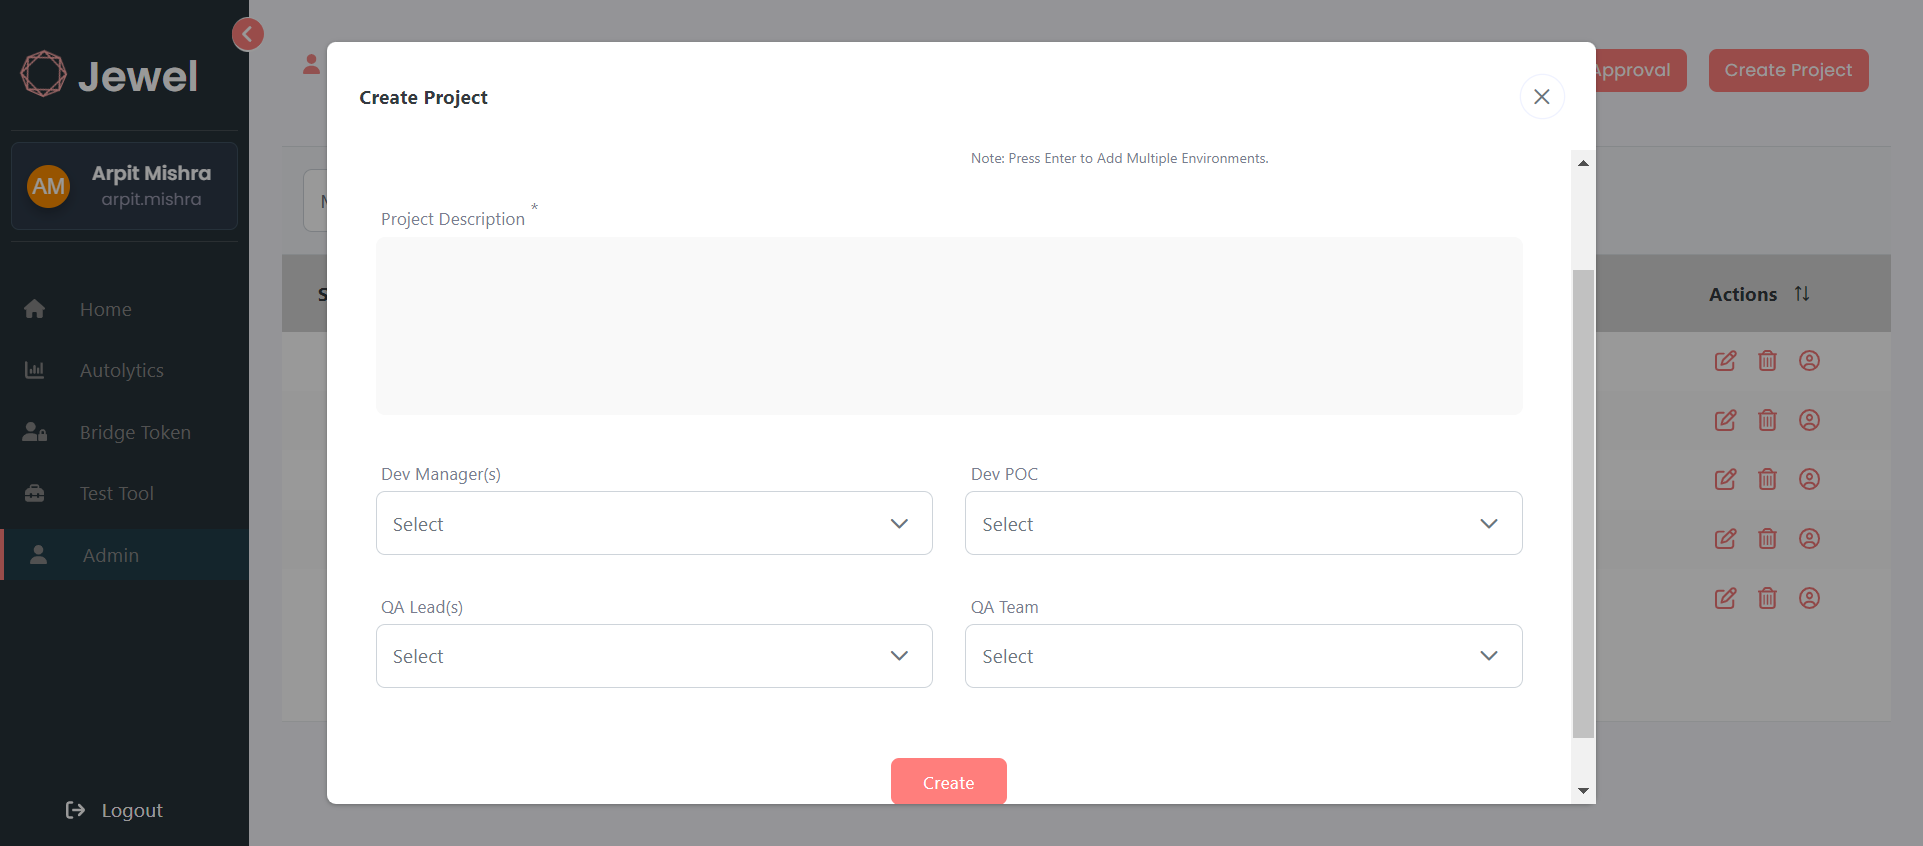 Jewel
AM
Arpit Mishra
arpit.mishra
Home
Autolytics
Bridge Token
Test Tool
Admin
Logout
Approval
Create Project
Actions
Create Project
Note: Press Enter to Add Multiple Environments.
Project Description *
Dev Manager(s)
Dev POC
Select
Select
QA Lead(s)
QA Team
Select
Select
Create